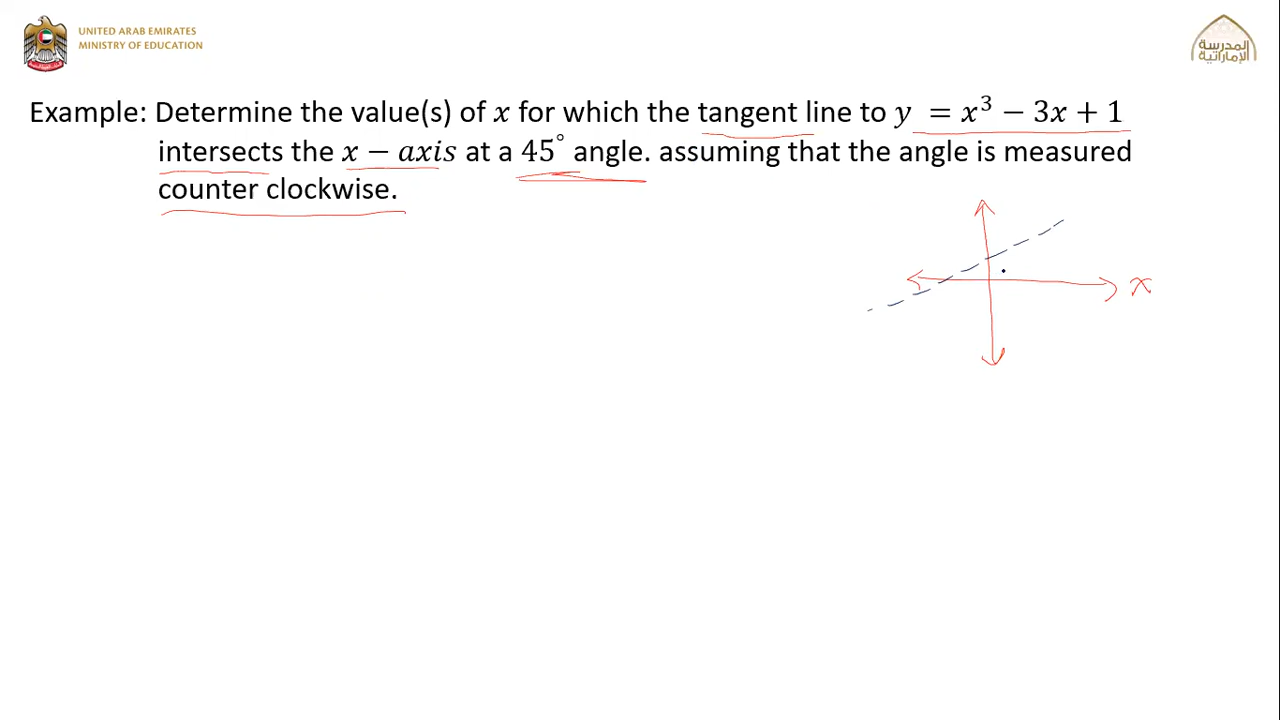 UNITED ARAB EMIRATES
MINISTRY OF EDUCATION
المدرسة
الإماراتية
Example: Determine the value(s) of x for which the tangent line to y = x³ − 3x + 1
intersects the x − axis at a 45° angle. assuming that the angle is measured
counter clockwise.
x